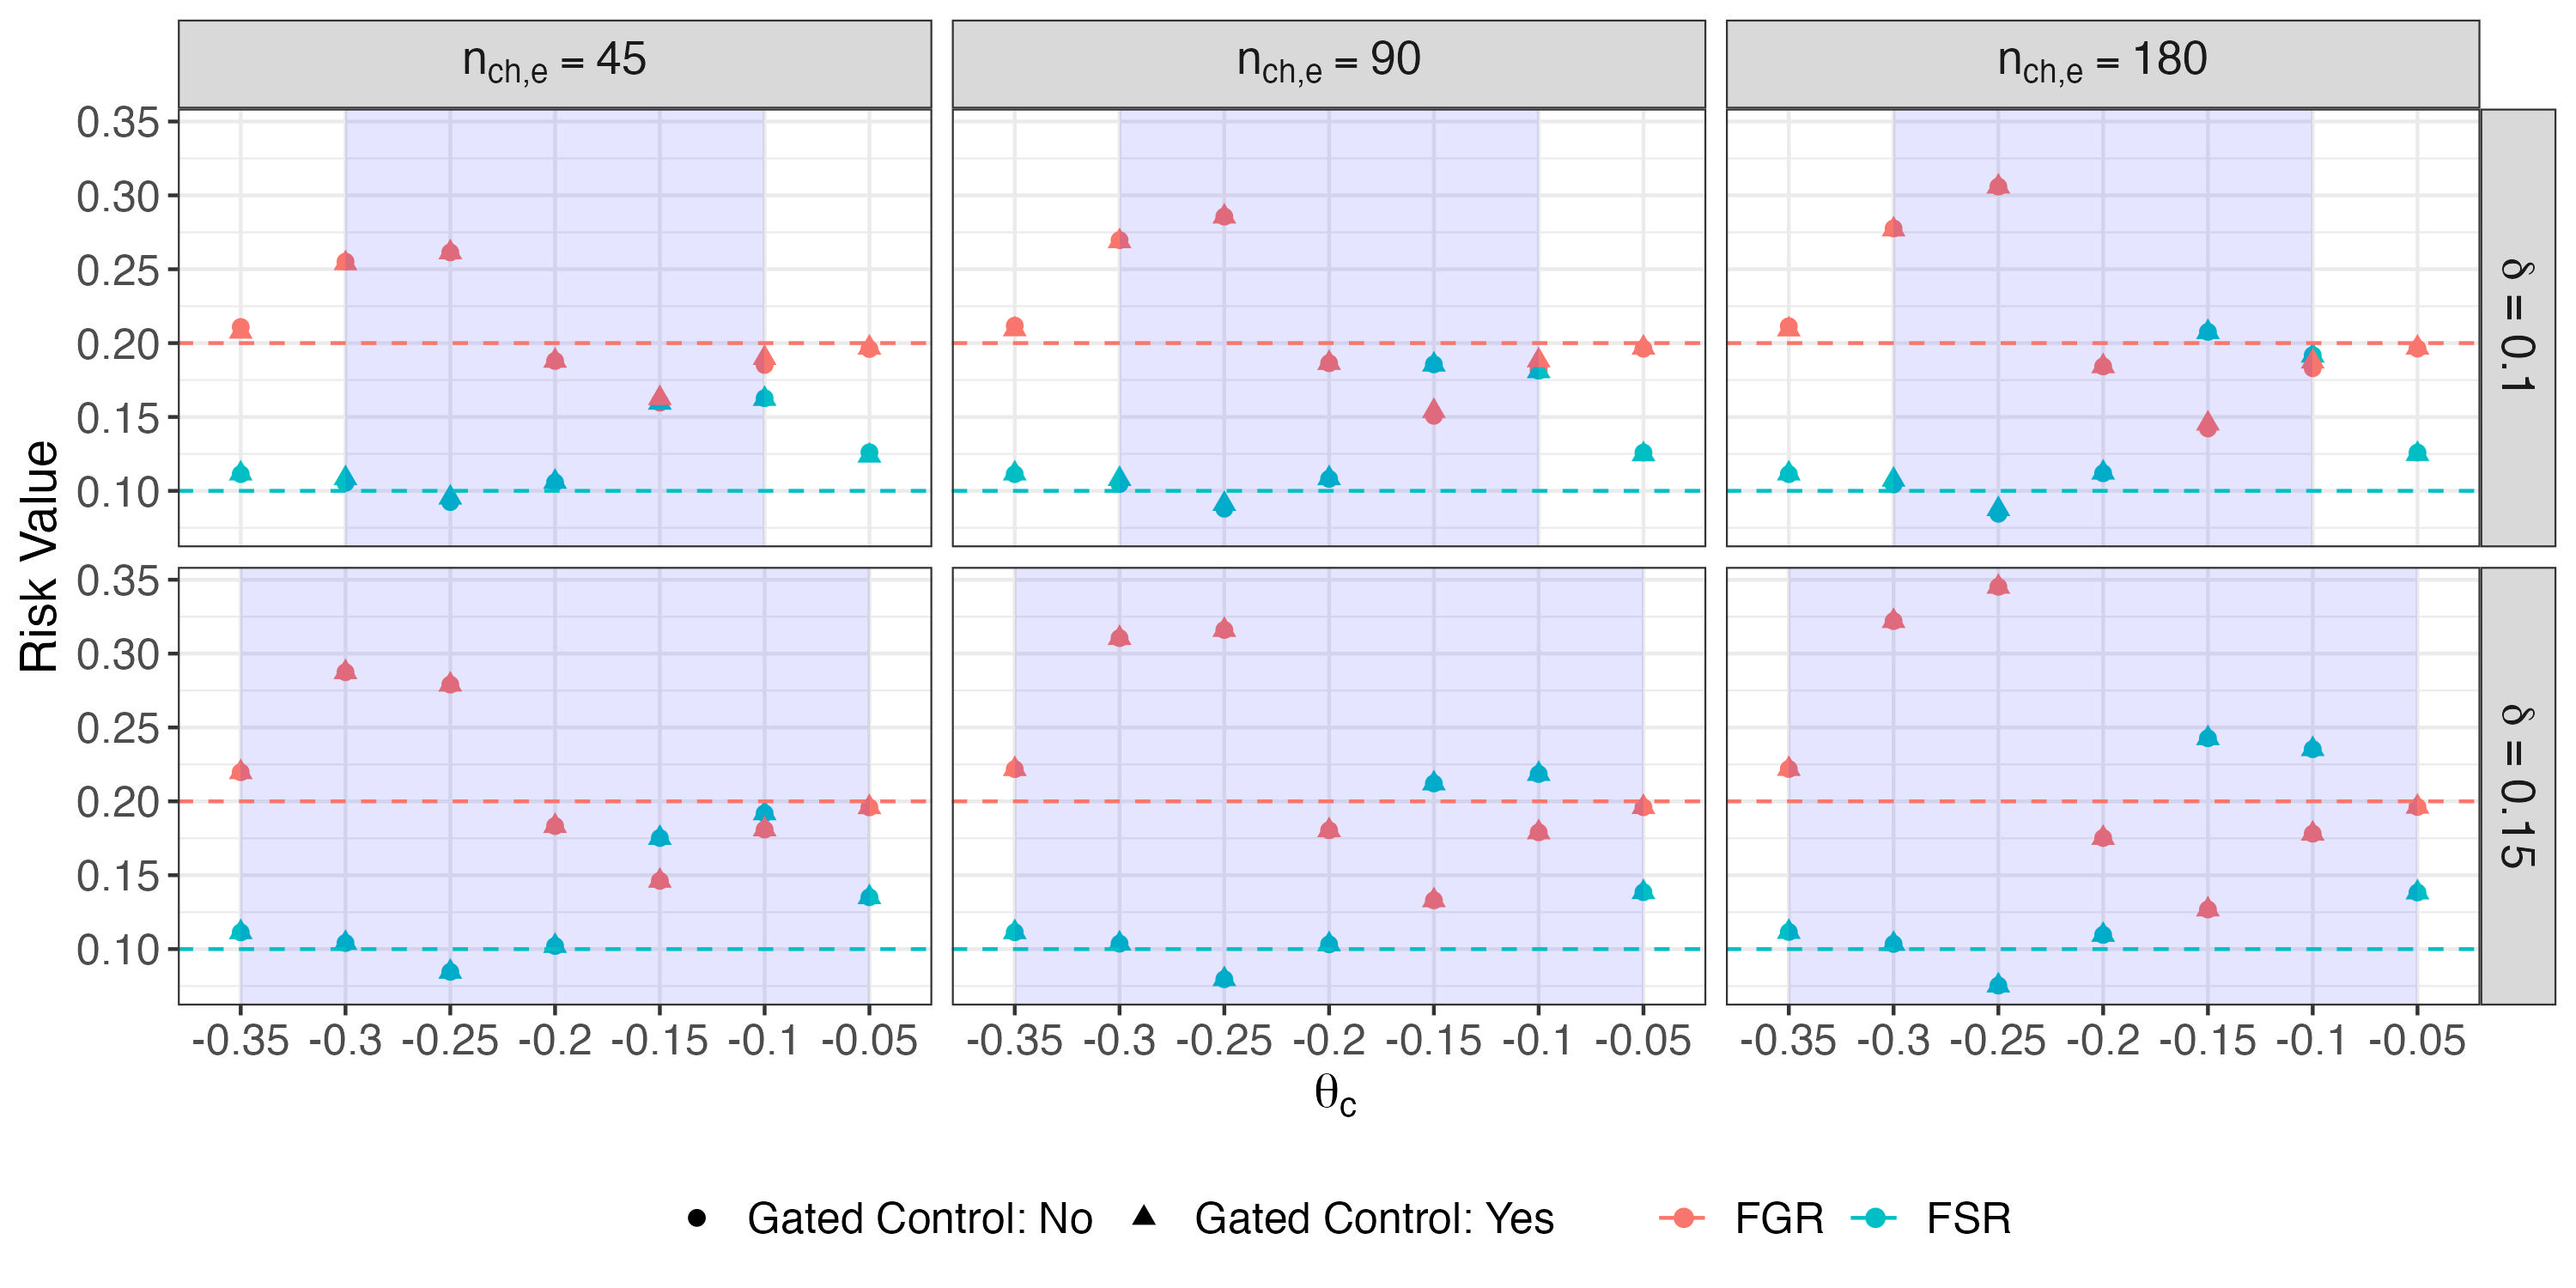 n_ch,e = 45
n_ch,e = 90
n_ch,e = 180
0.35
0.30
0.25
0.20
0.15
0.10
δ = 0.1
Risk Value
0.35
0.30
0.25
0.20
0.15
0.10
δ = 0.15
-0.35 -0.3 -0.25 -0.2 -0.15 -0.1 -0.05
-0.35 -0.3 -0.25 -0.2 -0.15 -0.1 -0.05
-0.35 -0.3 -0.25 -0.2 -0.15 -0.1 -0.05
θ_c
Gated Control: No Gated Control: Yes FGR FSR